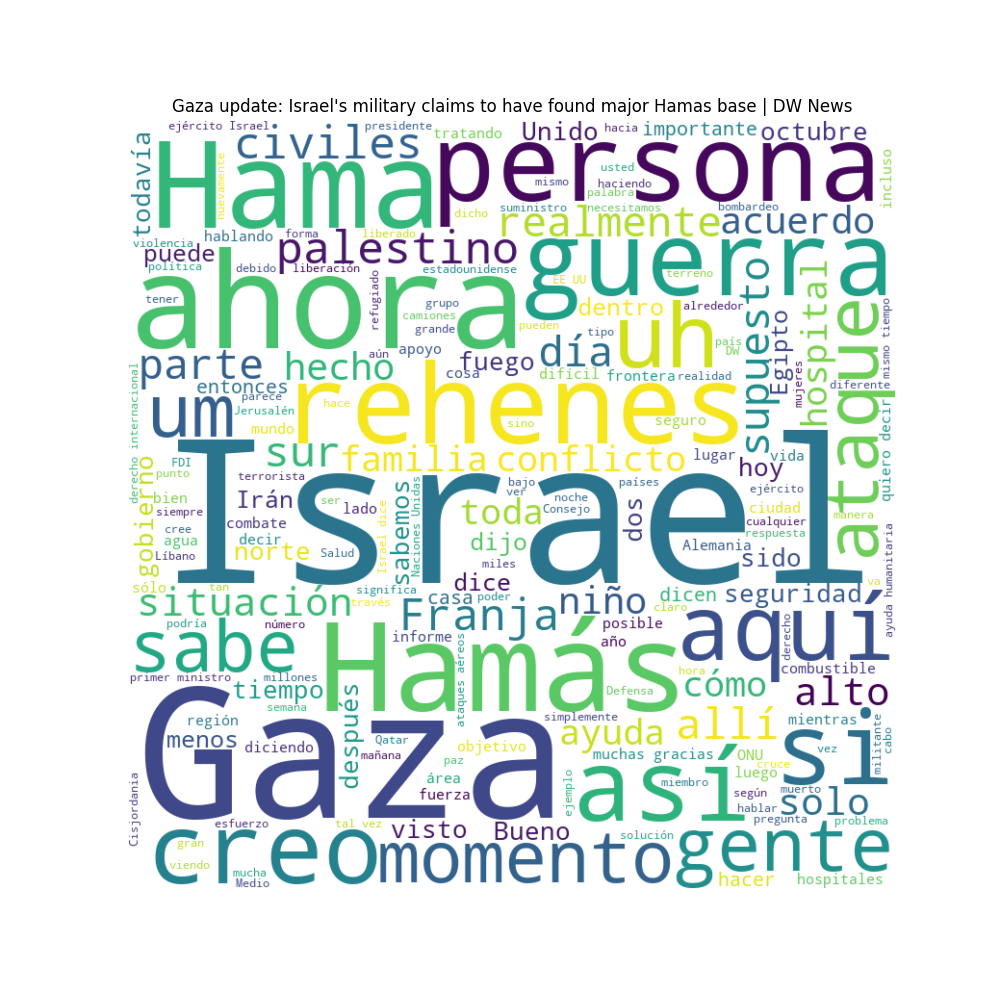 Gaza update: Israel's military claims to have found major Hamas base | DW News
ejército Israel
presidente
tratando
Unido
hacia
importante
octubre
todavía
nuevamente
Hama
civiles
persona
usted
mismo
haciendo
palabra
incluso
dicho
suministro
necesitamos
bombardeo
realmente
acuerdo
violencia
hablando
forma
liberado
puede
palestino
guerra
política
debido
liberación
estadounidense
EE UU
terreno
tener
ahora
refugiado
grupo
camiones
grande
pueden
dentro
alrededor
supuesto
Egipto
hospital
ataque
mismo tiempo
uh
tipo
país
DW
parte
hecho
aún
apoyo
cosa
fuego
día
difícil
frontera
realidad
mujeres
diferente
entonces
derecho internacional
um
parece
Jerusalén
hace
rehenes
sino
seguro
mundo
quiero decir
sur
familia
conflicto
lugar
hoy
vida
gobierno
FDI
punto
terrorista
bajo
ver
países
ejército
bien
siempre
Irán
ser
lado
Israel dice
sabemos
Naciones Unidas
noche
Consejo
toda
dos
ciudad
cualquier
manera
cree
agua
combate
decir
dijo
respuesta
Líbano
norte
Salud
Israel
miles
Alemania
sido
ayuda humanitaria
sólo
tan
través
significa
dice
casa
poder
niño
claro
dicen
seguridad
va
situación
Franja
podría
número
informe
posible
año
aquí
derecho
sabe
Hamás
ataques aéreos
hora
combustible
primer ministro
millones
tiempo
Defensa
cómo
alto
semana
Gaza
después
región
simplemente
allí
mientras
si
militante
cabo
menos
diciendo
Qatar
mañana
objetivo
ayuda
paz
muchas gracias
ONU
cruce
vez
área
así
luego
Cisjordania
fuerza
ejemplo
miembro
según
muerto
solo
hablar
esfuerzo
tal vez
visto
Bueno
solución
pregunta
problema
creo
gran
momento
gente
viendo
mucha
Medio
hacer
hospitales